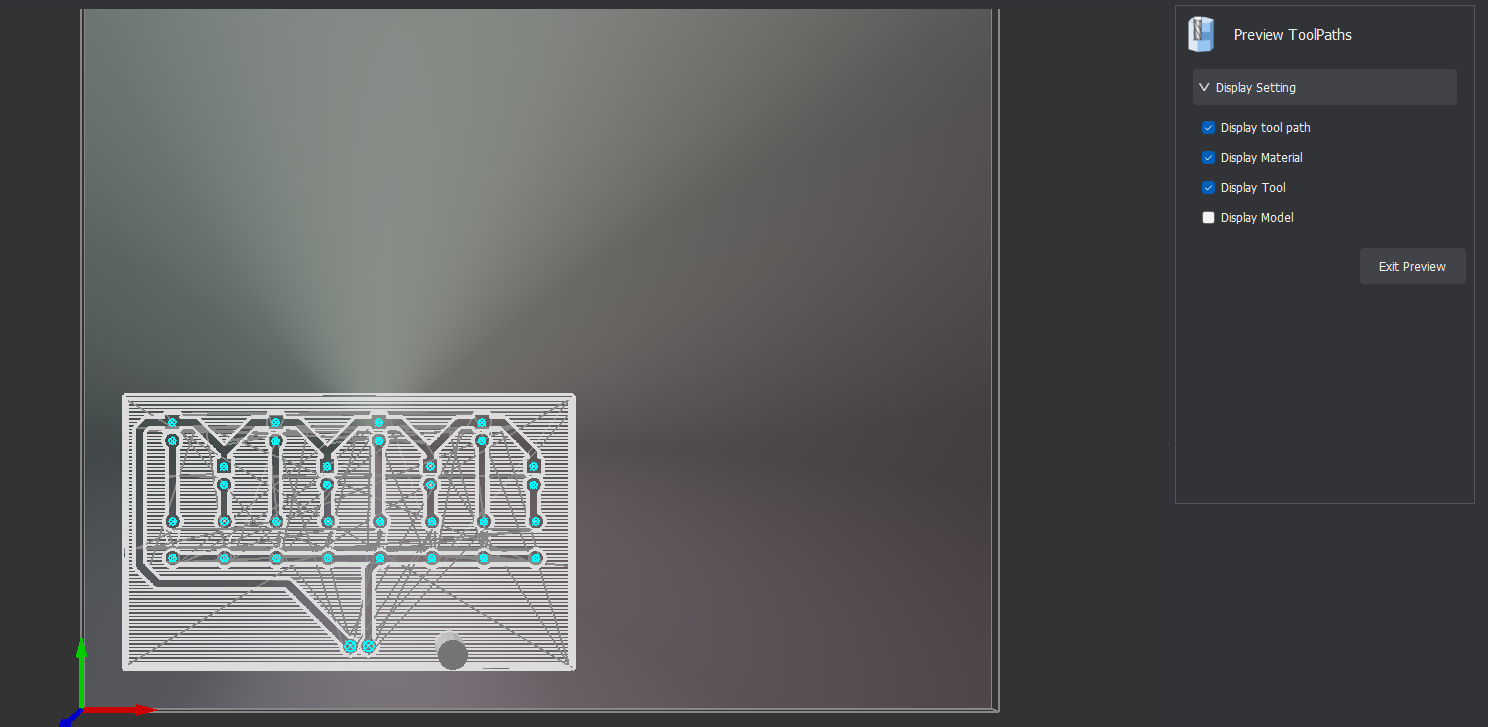 Preview ToolPaths
Display Setting
Display tool path
Display Material
Display Tool
Display Model
Exit Preview